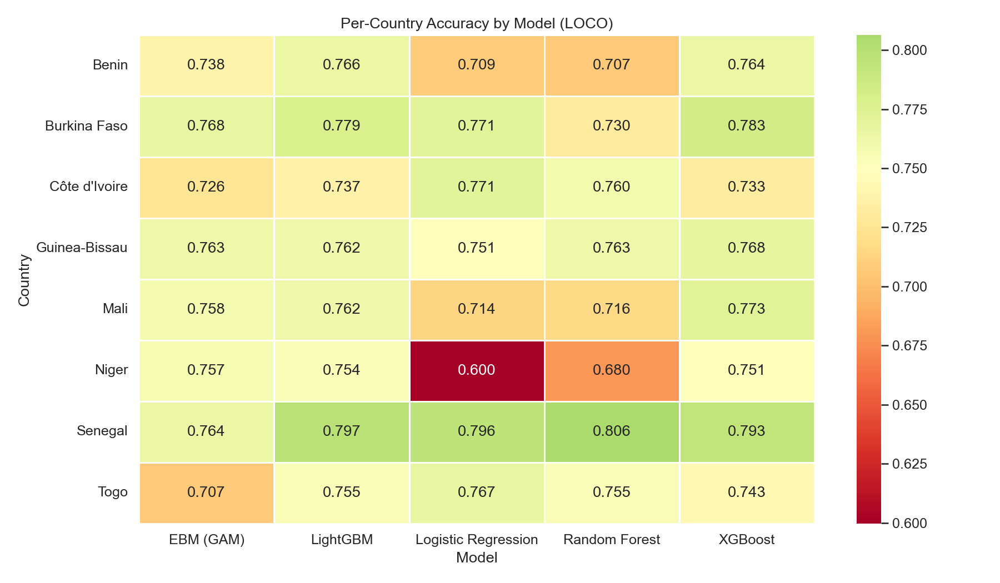 Per-Country Accuracy by Model (LOCO)
Country
Benin 0.738 0.766 0.709 0.707 0.764
Burkina Faso 0.768 0.779 0.771 0.730 0.783
Côte d'Ivoire 0.726 0.737 0.771 0.760 0.733
Guinea-Bissau 0.763 0.762 0.751 0.763 0.768
Mali 0.758 0.762 0.714 0.716 0.773
Niger 0.757 0.754 0.600 0.680 0.751
Senegal 0.764 0.797 0.796 0.806 0.793
Togo 0.707 0.755 0.767 0.755 0.743
EBM (GAM) LightGBM Logistic Regression Random Forest XGBoost
Model
0.800
0.775
0.750
0.725
0.700
0.675
0.650
0.625
0.600